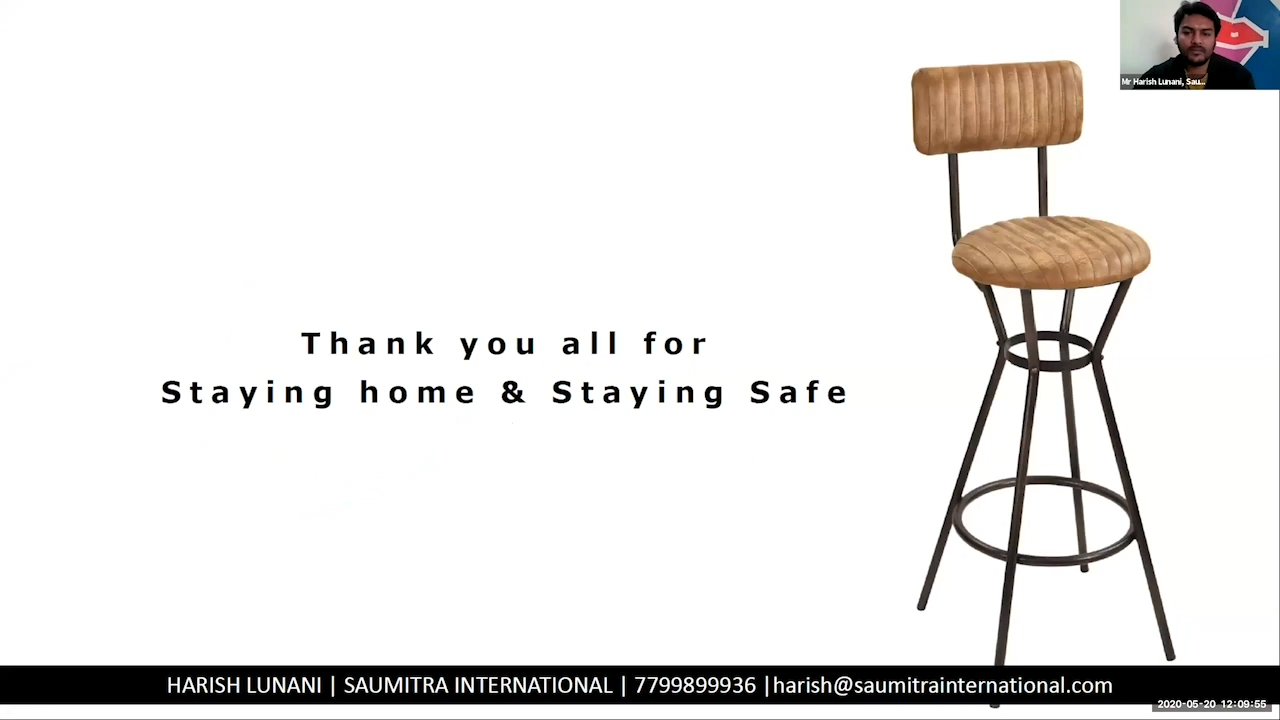 Mr Harish Lunani, Sau...
Thank you all for
Staying home & Staying Safe
HARISH LUNANI | SAUMITRA INTERNATIONAL | 7799899936 |harish@saumitrainternational.com
2020-05-20 12:09:55